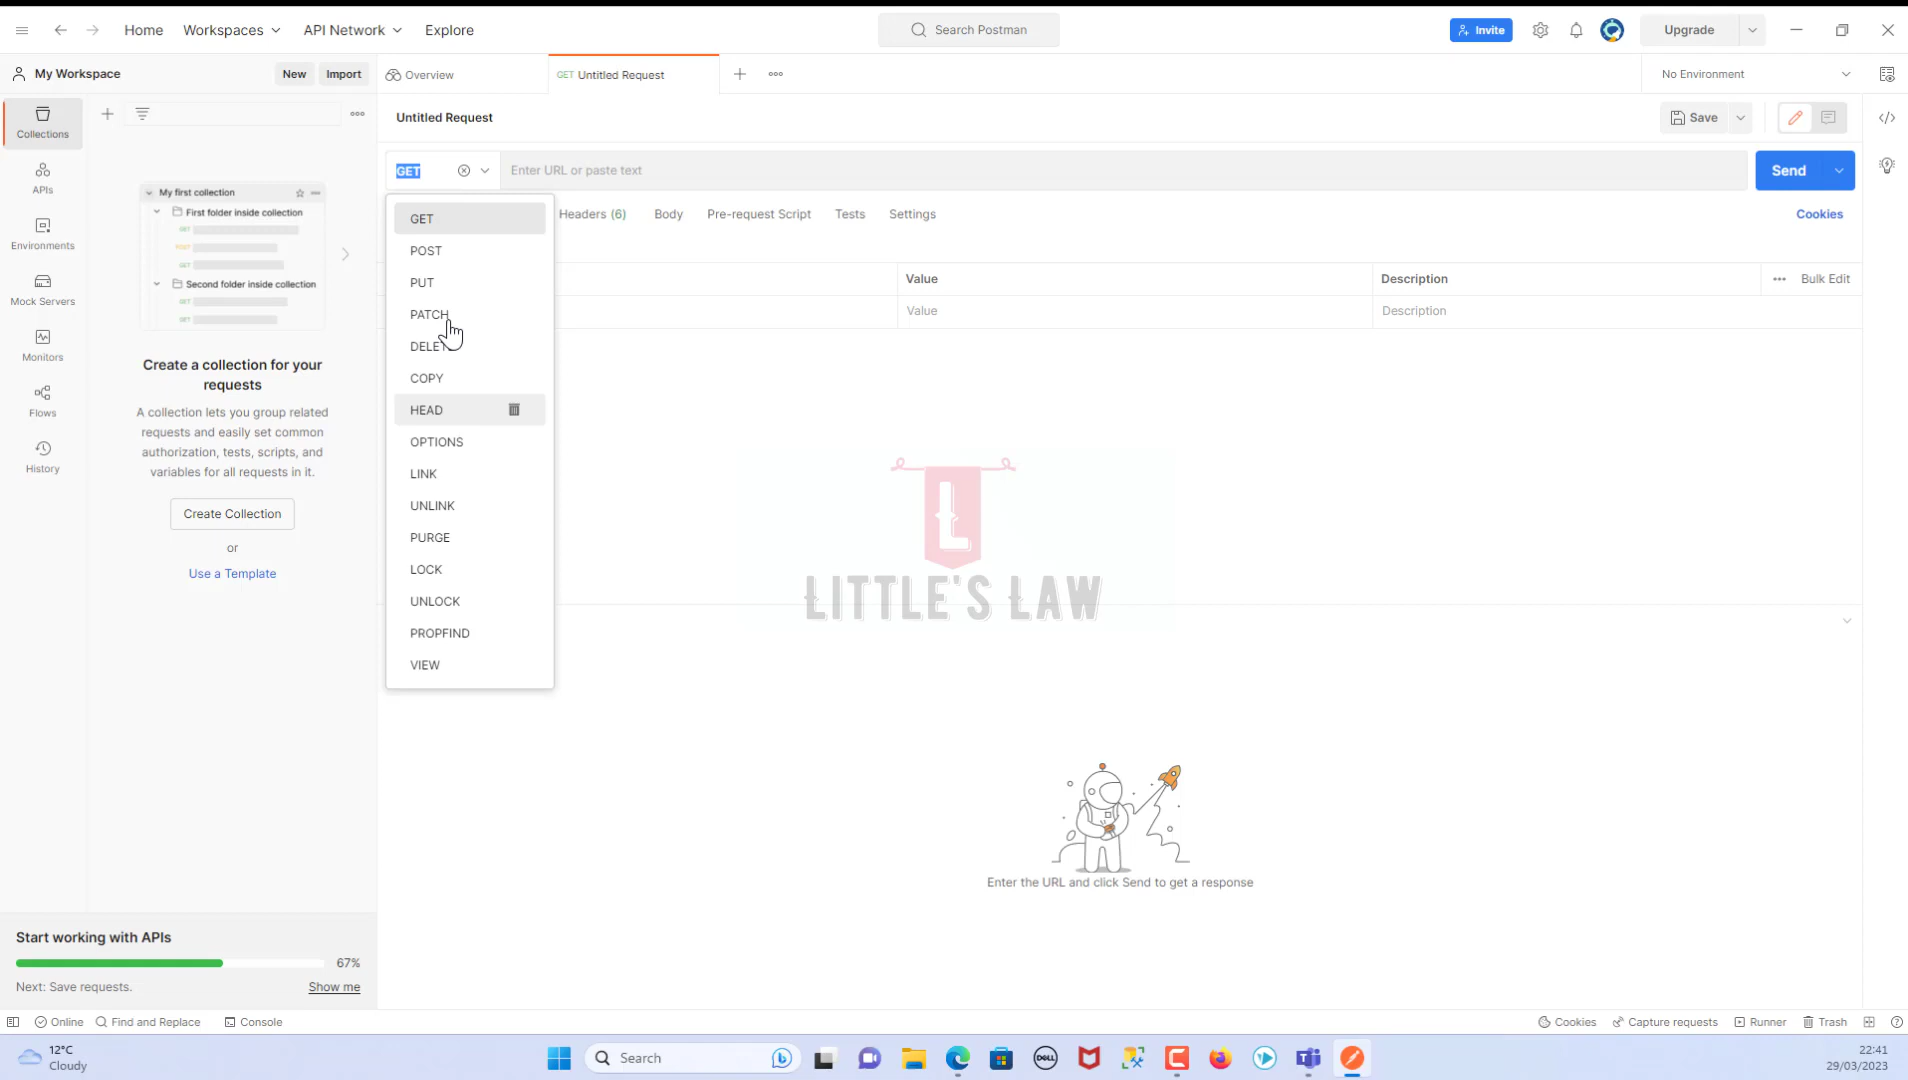 Home
Workspaces
API Network
Explore
Search Postman
Invite
Upgrade
My Workspace
New
Import
Overview
GET Untitled Request
No Environment
Collections
APIs
Environments
Mock Servers
Monitors
Flows
History
My first collection
First folder inside collection
GET
POST
GET
Second folder inside collection
GET
GET
Create a collection for your
requests
A collection lets you group related
requests and easily set common
authorization, tests, scripts, and
variables for all requests in it.
Create Collection
or
Use a Template
Untitled Request
Save
GET
Enter URL or paste text
Send
Headers (6)
Body
Pre-request Script
Tests
Settings
Cookies
Value
Description
Bulk Edit
Value
Description
GET
POST
PUT
PATCH
DELETE
COPY
HEAD
OPTIONS
LINK
UNLINK
PURGE
LOCK
UNLOCK
PROPFIND
VIEW
L
LITTLE'S LAW
Enter the URL and click Send to get a response
Start working with APIs
67%
Next: Save requests.
Show me
Online
Find and Replace
Console
Cookies
Capture requests
Runner
Trash
12°C
Cloudy
Search
DELL
22:41
29/03/2023